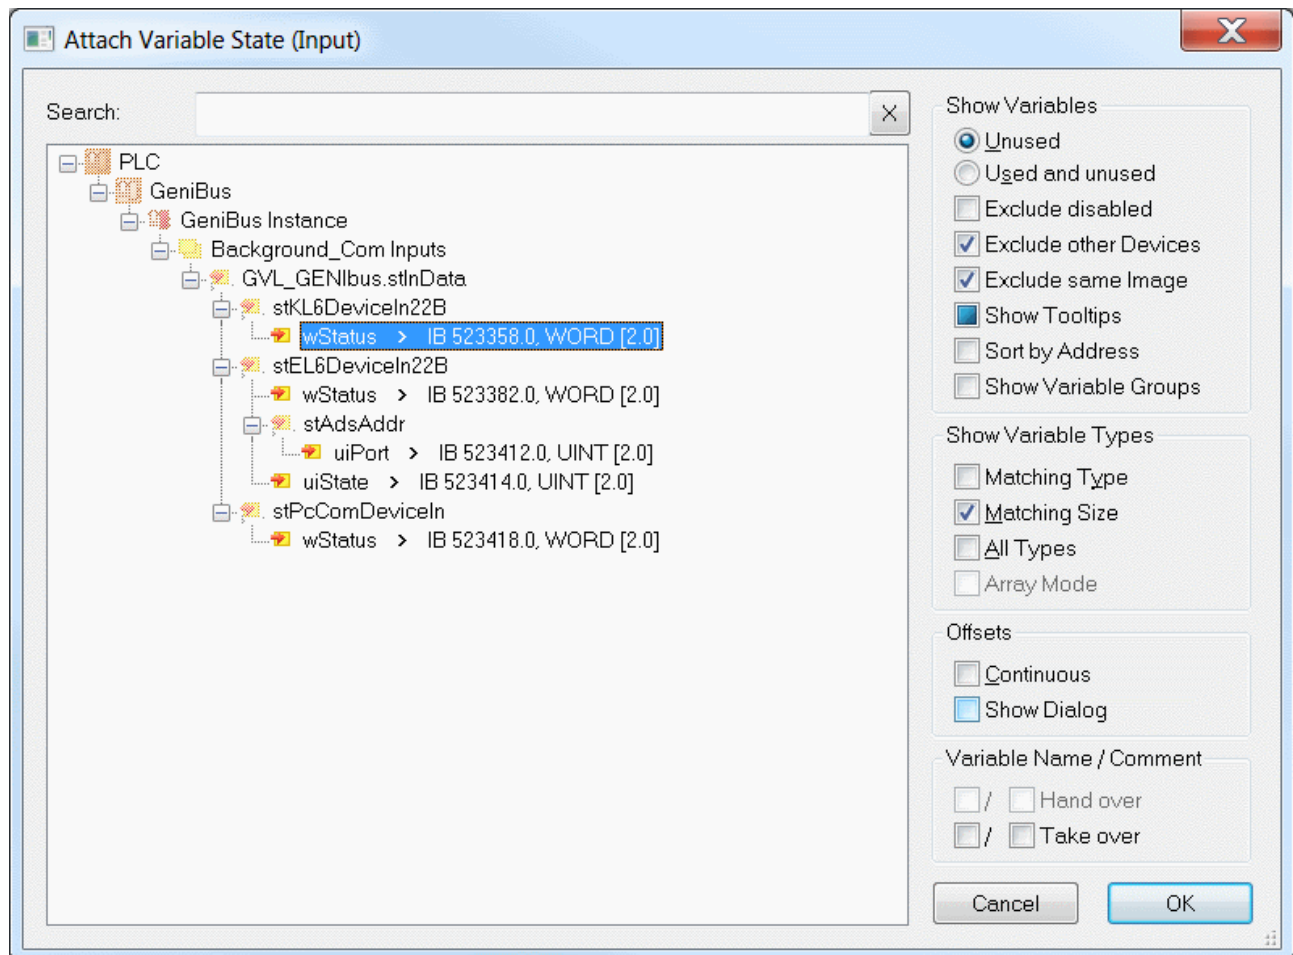 Attach Variable State (Input)
Search:
PLC
GeniBus
GeniBus Instance
Background_Com Inputs
GVL_GENIbus.stInData
stKL6DeviceIn22B
wStatus > IB 523358.0, WORD [2.0]
stEL6DeviceIn22B
wStatus > IB 523382.0, WORD [2.0]
stAdsAddr
uiPort > IB 523412.0, UINT [2.0]
uiState > IB 523414.0, UINT [2.0]
stPcComDeviceIn
wStatus > IB 523418.0, WORD [2.0]
Show Variables
Unused
Used and unused
Exclude disabled
Exclude other Devices
Exclude same Image
Show Tooltips
Sort by Address
Show Variable Groups
Show Variable Types
Matching Type
Matching Size
All Types
Array Mode
Offsets
Continuous
Show Dialog
Variable Name / Comment
/ Hand over
/ Take over
Cancel
OK